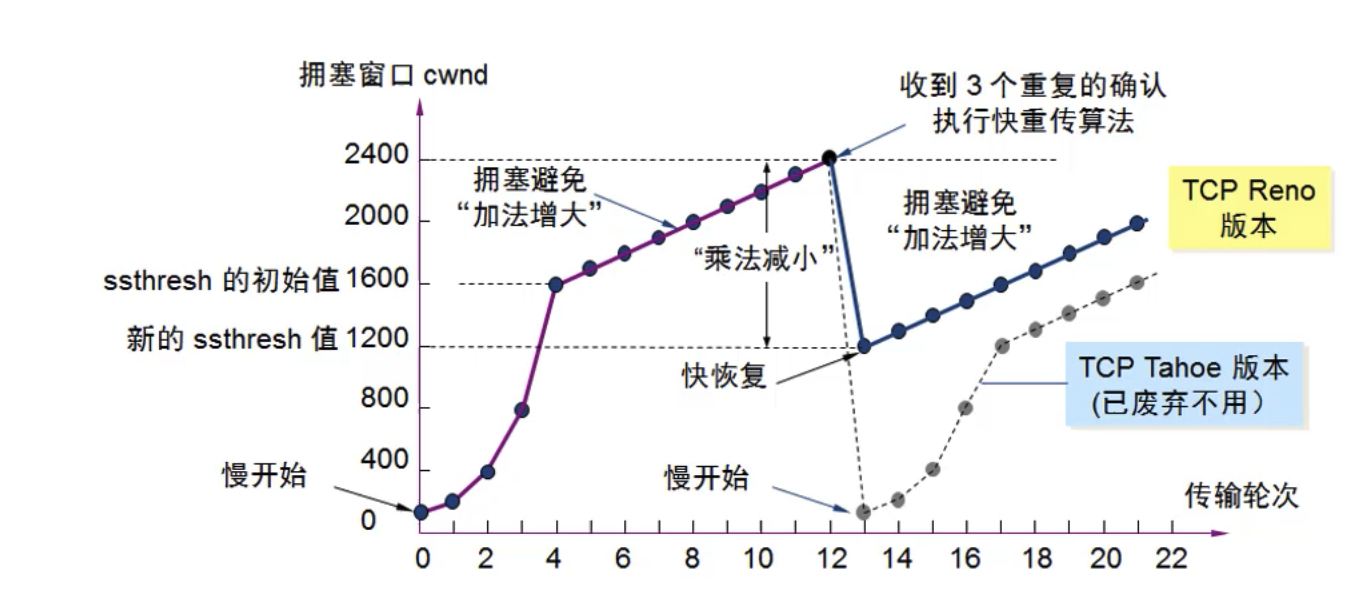 拥塞窗口 cwnd
收到 3 个重复的确认
执行快重传算法
2400
拥塞避免
“加法增大”
拥塞避免
“加法增大”
TCP Reno
版本
2000
“乘法减小”
ssthresh 的初始值 1600
新的 ssthresh 值 1200
快恢复
TCP Tahoe 版本
(已废弃不用）
800
400
慢开始
慢开始
传输轮次
0
0 2 4 6 8 10 12 14 16 18 20 22